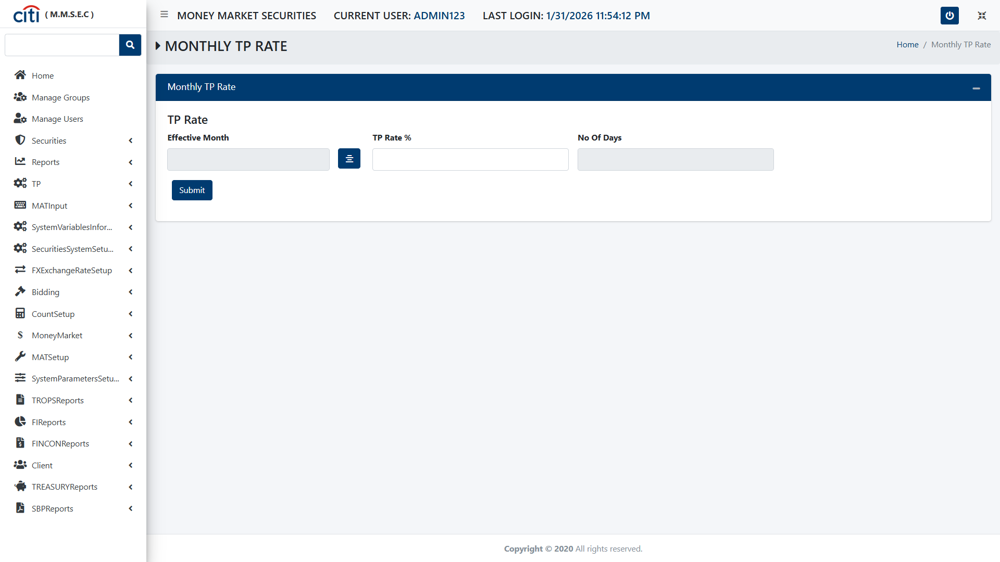 citi ( M.M.S.E.C )
MONEY MARKET SECURITIES CURRENT USER: ADMIN123 LAST LOGIN: 1/31/2026 11:54:12 PM
MONTHLY TP RATE
Home / Monthly TP Rate
Home
Manage Groups
Manage Users
Securities
Reports
TP
MATInput
SystemVariablesInfor...
SecuritiesSystemSetu...
FXExchangeRateSetup
Bidding
CountSetup
MoneyMarket
MATSetup
SystemParametersSetu...
TROPSReports
FIReports
FINCONReports
Client
TREASURYReports
SBPReports
Monthly TP Rate
TP Rate
Effective Month TP Rate % No Of Days
Submit
Copyright © 2020 All rights reserved.